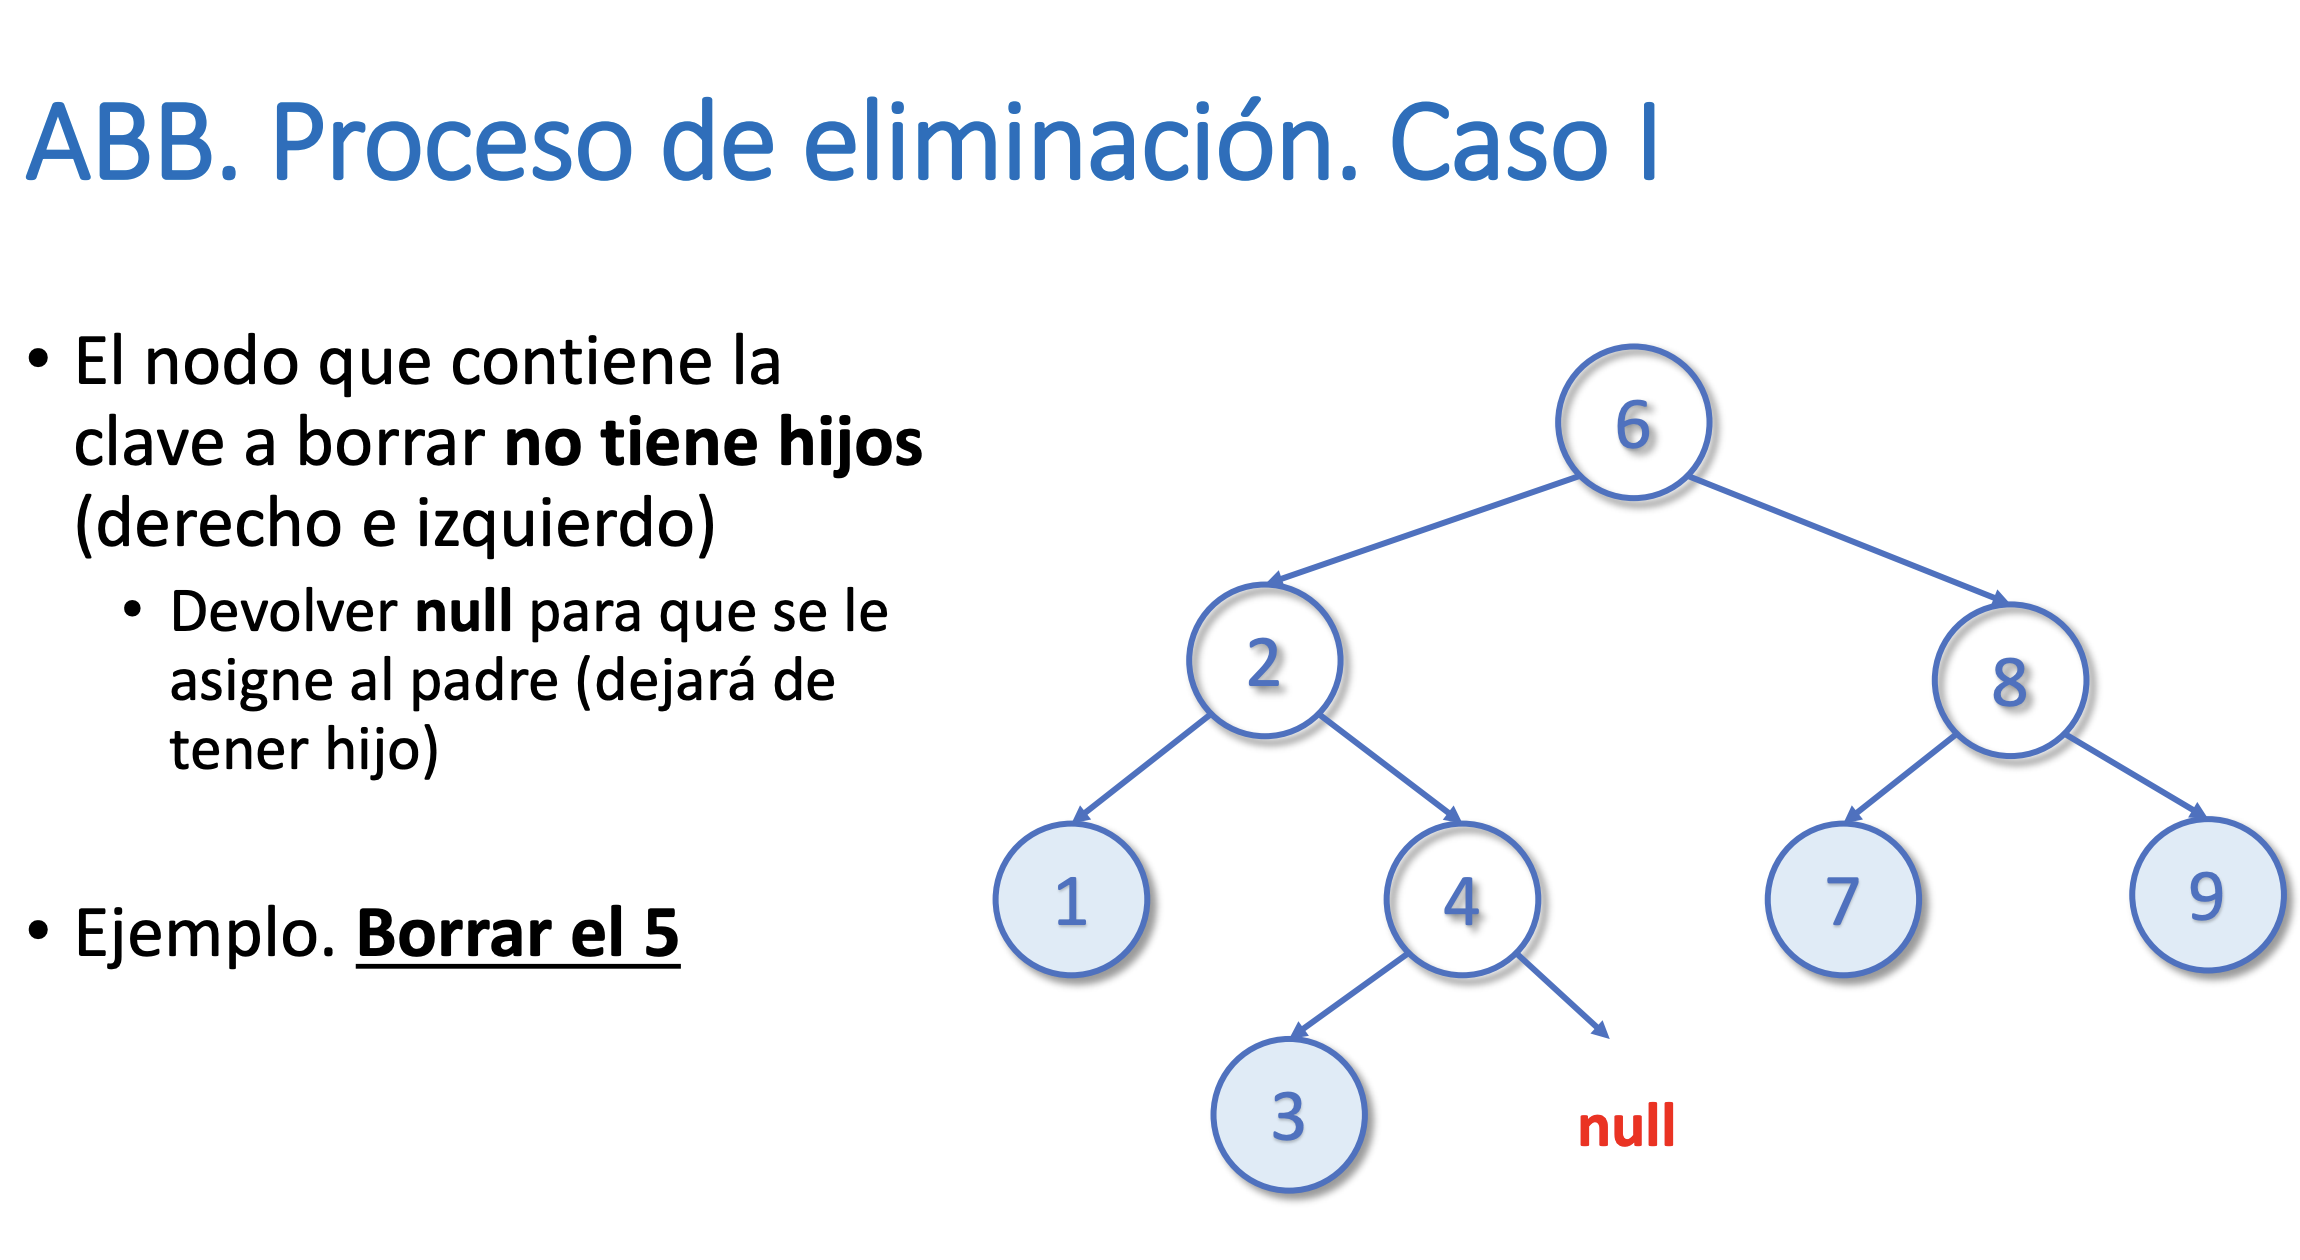 ABB. Proceso de eliminación. Caso I
• El nodo que contiene la
clave a borrar no tiene hijos
(derecho e izquierdo)
• Devolver null para que se le
asigne al padre (dejará de
tener hijo)
• Ejemplo. Borrar el 5
6
2
8
1
4
7
9
3
null